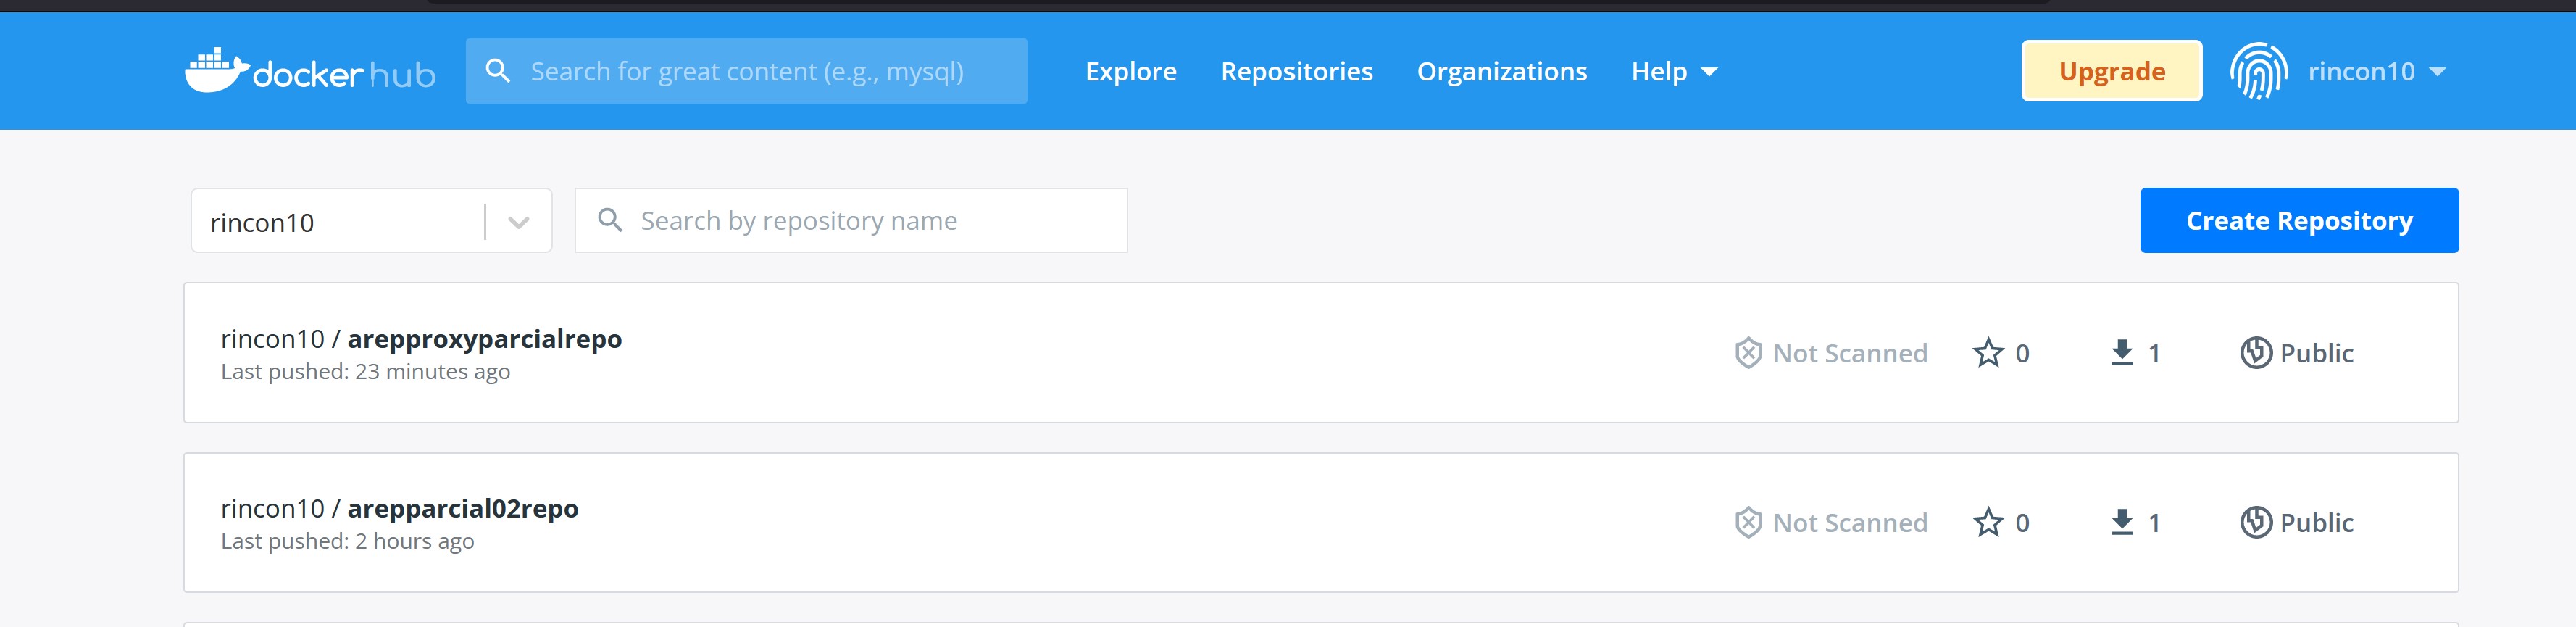 dockerhub Search for great content (e.g., mysql) Explore Repositories Organizations Help Upgrade rincon10
rincon10 Search by repository name Create Repository
rincon10 / arepproxyparcialrepo
Last pushed: 23 minutes ago
Not Scanned 0 1 Public
rincon10 / arepparcial02repo
Last pushed: 2 hours ago
Not Scanned 0 1 Public